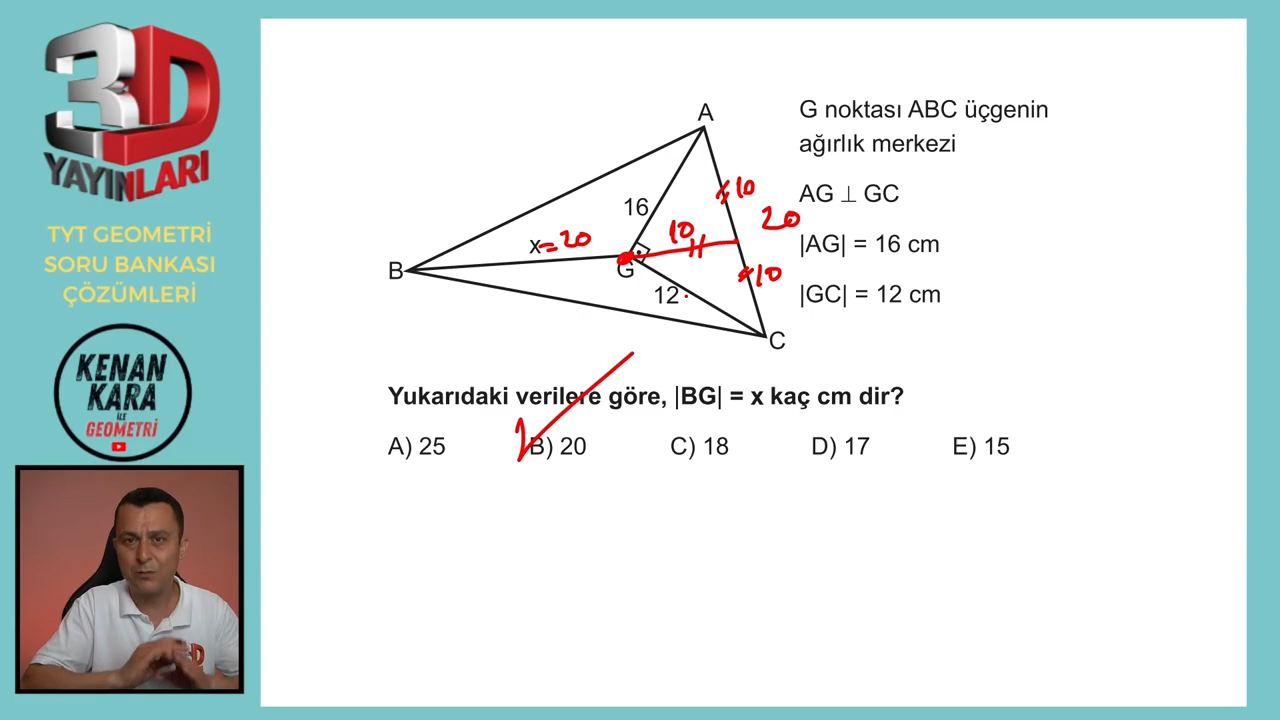 3D
YAYINLARI
TYT GEOMETRİ
SORU BANKASI
ÇÖZÜMLERİ
KENAN
KARA
İLE
GEOMETRİ
A
16
10
20
10
x = 20
10
B
G
12
C
G noktası ABC üçgenin
ağırlık merkezi
AG ⊥ GC
|AG| = 16 cm
|GC| = 12 cm
Yukarıdaki verilere göre, |BG| = x kaç cm dir?
A) 25 B) 20 C) 18 D) 17 E) 15